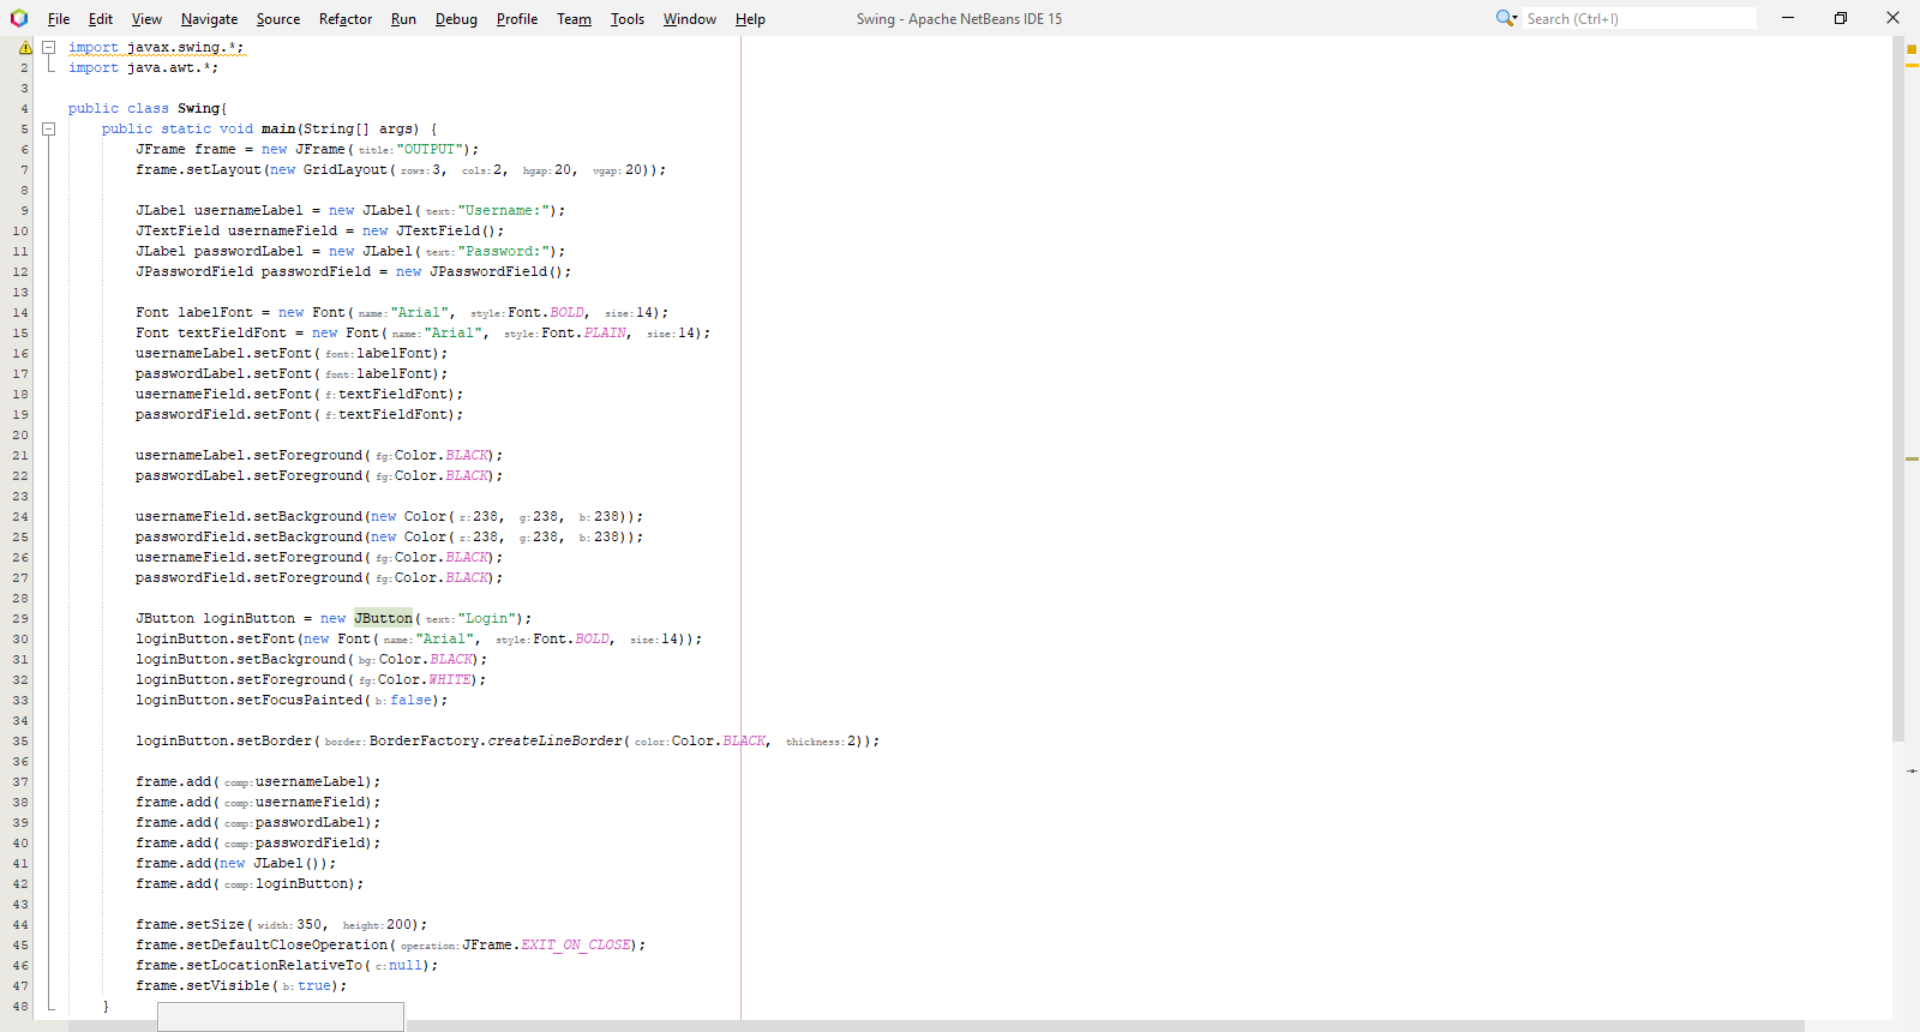 File Edit View Navigate Source Refactor Run Debug Profile Team Tools Window Help Swing - Apache NetBeans IDE 15 Search (Ctrl+I)
import javax.swing.*;
2 import java.awt.*;
3
4 public class Swing{
5 public static void main(String[] args) {
6 JFrame frame = new JFrame( title: "OUTPUT");
7 frame.setLayout(new GridLayout( rows: 3, cols: 2, hgap: 20, vgap: 20));
8
9 JLabel usernameLabel = new JLabel( text: "Username:");
10 JTextField usernameField = new JTextField();
11 JLabel passwordLabel = new JLabel( text: "Password:");
12 JPasswordField passwordField = new JPasswordField();
13
14 Font labelFont = new Font( name: "Arial", style: Font.BOLD, size: 14);
15 Font textFieldFont = new Font( name: "Arial", style: Font.PLAIN, size: 14);
16 usernameLabel.setFont( font: labelFont);
17 passwordLabel.setFont( font: labelFont);
18 usernameField.setFont( f: textFieldFont);
19 passwordField.setFont( f: textFieldFont);
20
21 usernameLabel.setForeground( fg: Color.BLACK);
22 passwordLabel.setForeground( fg: Color.BLACK);
23
24 usernameField.setBackground(new Color( r: 238, g: 238, b: 238));
25 passwordField.setBackground(new Color( r: 238, g: 238, b: 238));
26 usernameField.setForeground( fg: Color.BLACK);
27 passwordField.setForeground( fg: Color.BLACK);
28
29 JButton loginButton = new JButton( text: "Login");
30 loginButton.setFont(new Font( name: "Arial", style: Font.BOLD, size: 14));
31 loginButton.setBackground( bg: Color.BLACK);
32 loginButton.setForeground( fg: Color.WHITE);
33 loginButton.setFocusPainted( b: false);
34
35 loginButton.setBorder( border: BorderFactory.createLineBorder( color: Color.BLACK, thickness: 2));
36
37 frame.add( comp: usernameLabel);
38 frame.add( comp: usernameField);
39 frame.add( comp: passwordLabel);
40 frame.add( comp: passwordField);
41 frame.add(new JLabel());
42 frame.add( comp: loginButton);
43
44 frame.setSize( width: 350, height: 200);
45 frame.setDefaultCloseOperation( operation: JFrame.EXIT_ON_CLOSE);
46 frame.setLocationRelativeTo( c: null);
47 frame.setVisible( b: true);
48 }